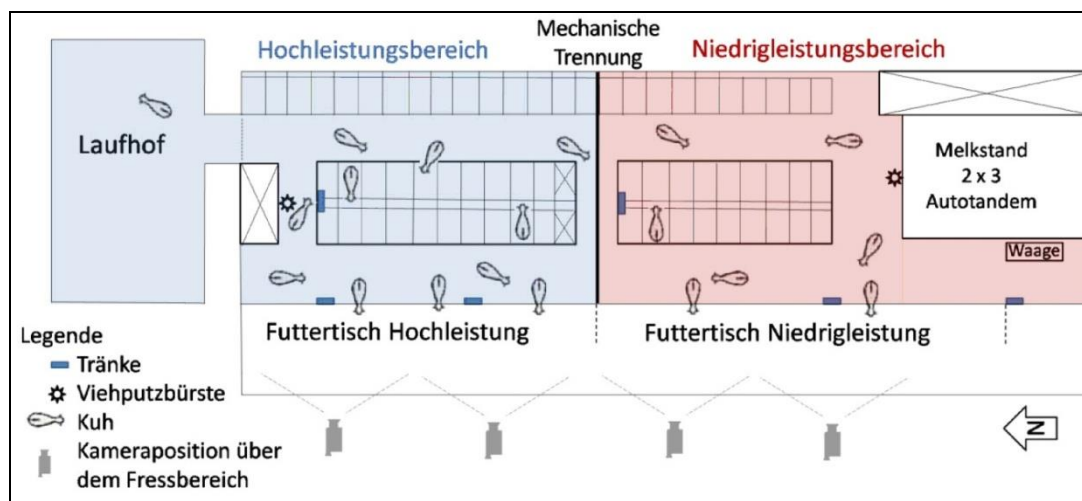 Hochleistungsbereich
Mechanische
Trennung
Niedrigleistungsbereich
Laufhof
Melkstand
2 x 3
Autotandem
Waage
Futtertisch Hochleistung
Futtertisch Niedrigleistung
Legende
Tränke
Viehputzbürste
Kuh
Kameraposition über
dem Fressbereich
N